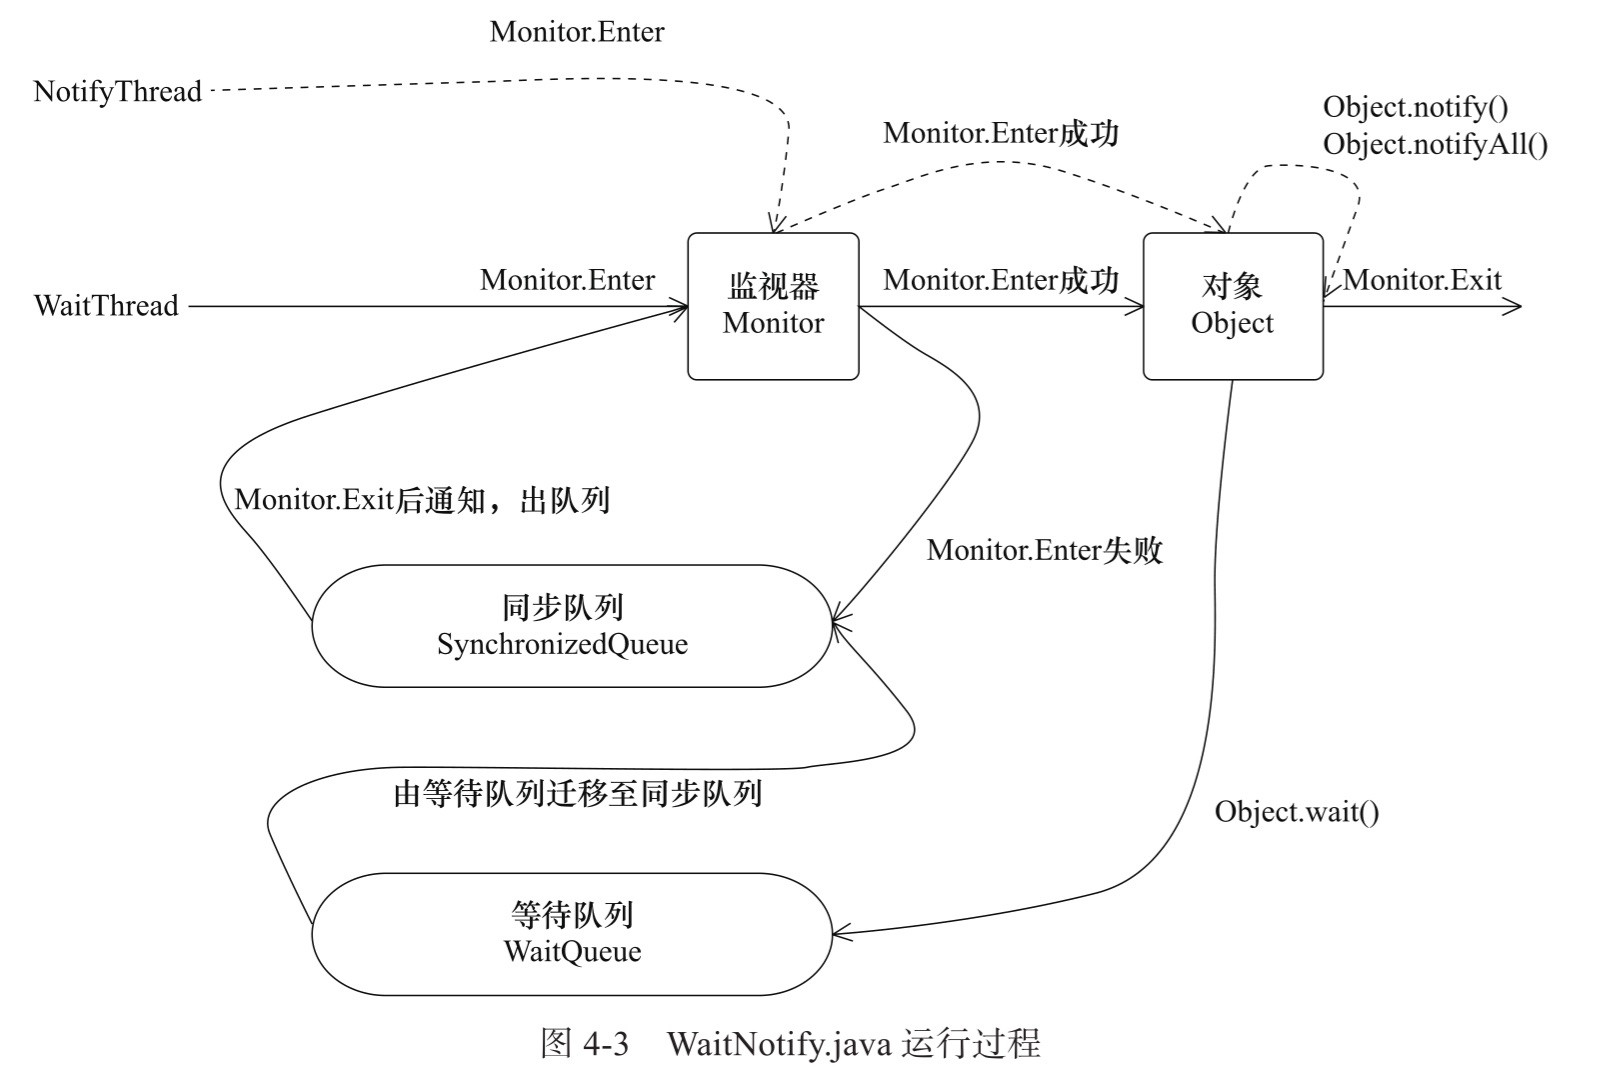 Monitor.Enter
NotifyThread
Object.notify()
Object.notifyAll()
Monitor.Enter成功
WaitThread
Monitor.Enter
监视器
Monitor
Monitor.Enter成功
对象
Object
Monitor.Exit
Monitor.Exit后通知，出队列
Monitor.Enter失败
同步队列
SynchronizedQueue
由等待队列迁移至同步队列
Object.wait()
等待队列
WaitQueue
图 4-3 WaitNotify.java 运行过程